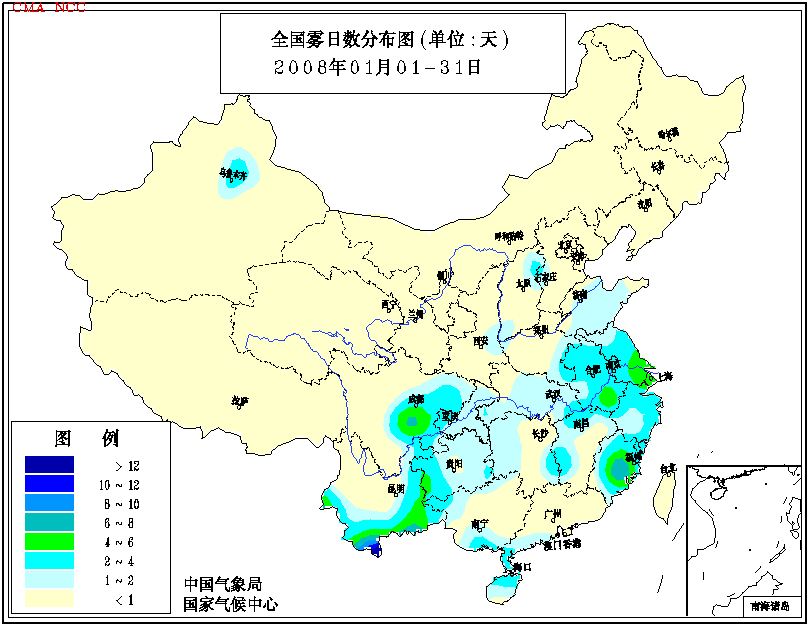 CMA NCC
全国雾日数分布图(单位:天)
2008年01月01-31日
哈尔滨
长春
沈阳
乌鲁木齐
呼和浩特
北京
天津
银川
太原
石家庄
济南
西宁
兰州
西安
郑州
合肥
南京
上海
拉萨
成都
重庆
武汉
南昌
长沙
贵阳
福州
台北
昆明
南宁
广州
澳门 香港
海口
图 例
> 12
10 ~ 12
8 ~ 10
6 ~ 8
4 ~ 6
2 ~ 4
1 ~ 2
< 1
中国气象局
国家气候中心
南海诸岛